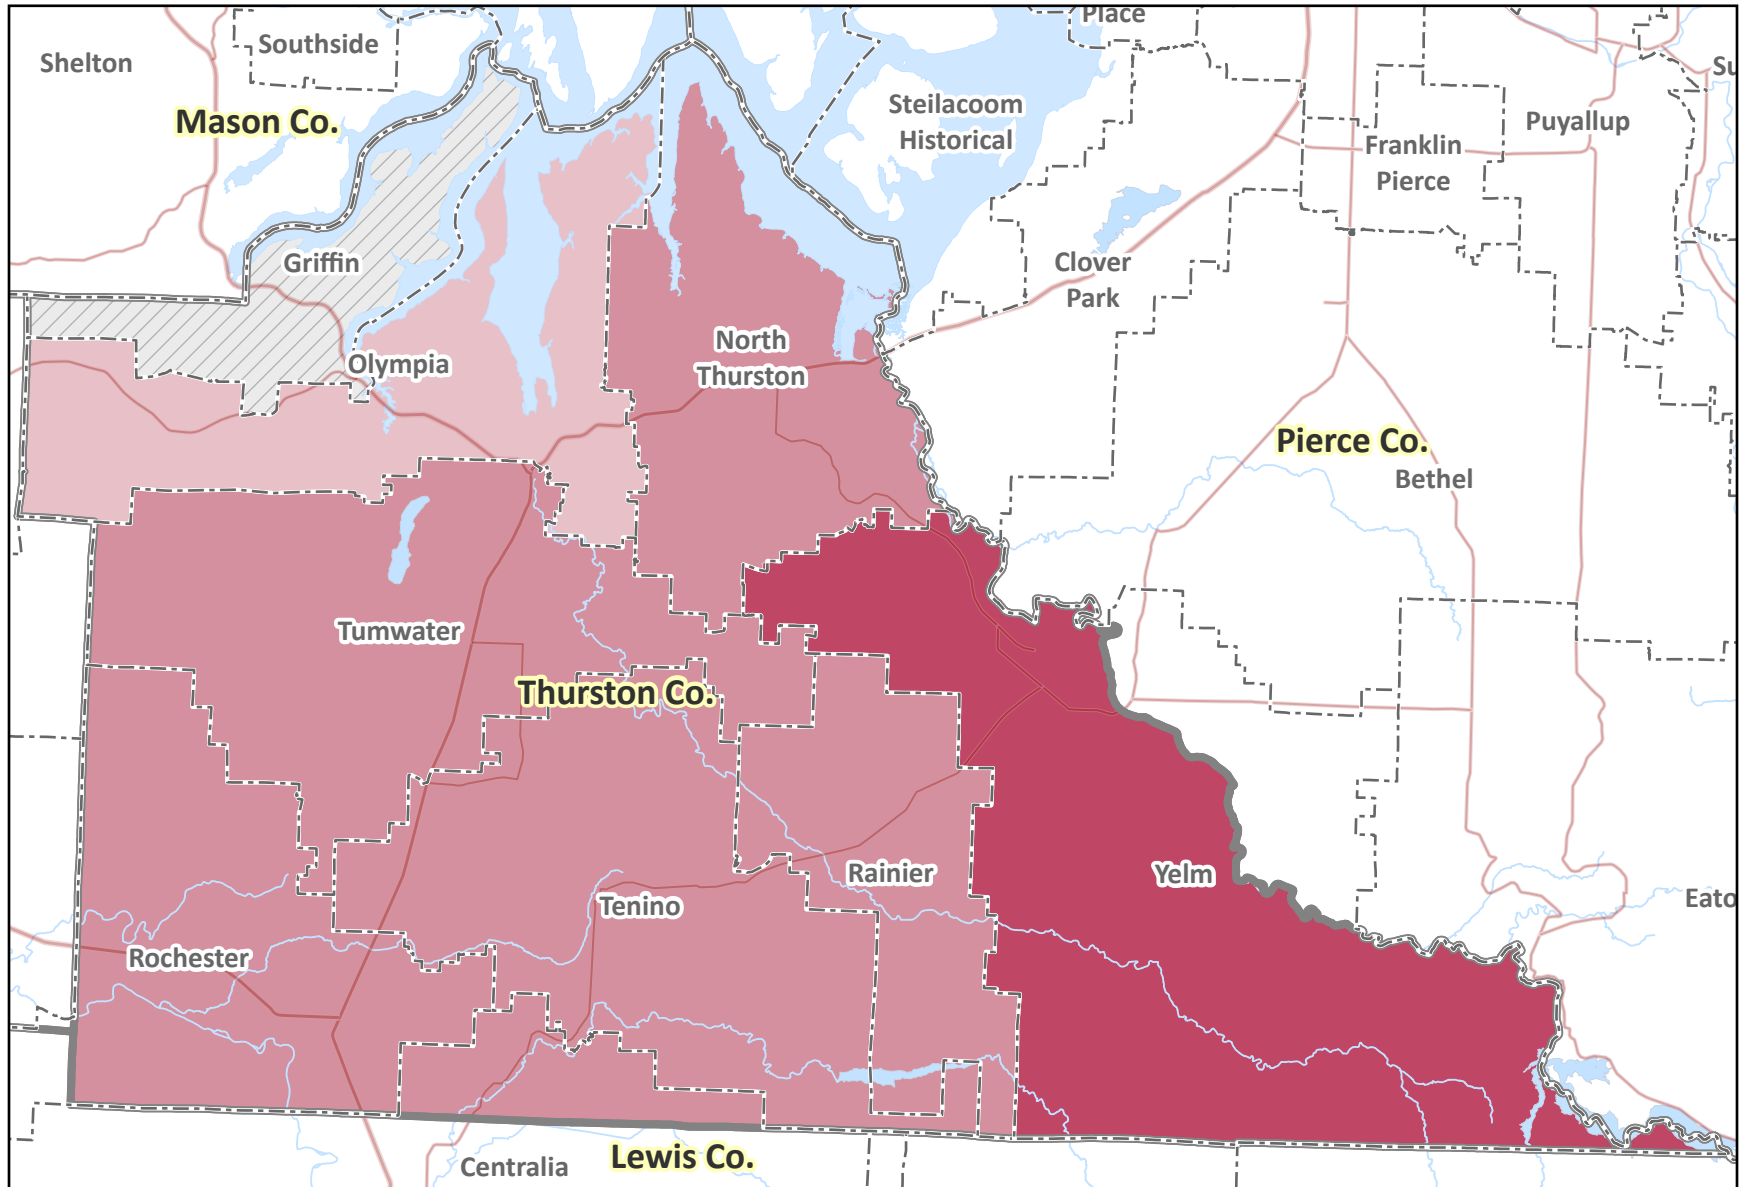 Place
Southside
Shelton
Su
Mason Co.
Steilacoom
Historical
Puyallup
Franklin
Pierce
Griffin
Clover
Park
North
Thurston
Olympia
Pierce Co.
Bethel
Tumwater
Thurston Co.
Rainier
Yelm
Tenino
Eato
Rochester
Centralia
Lewis Co.